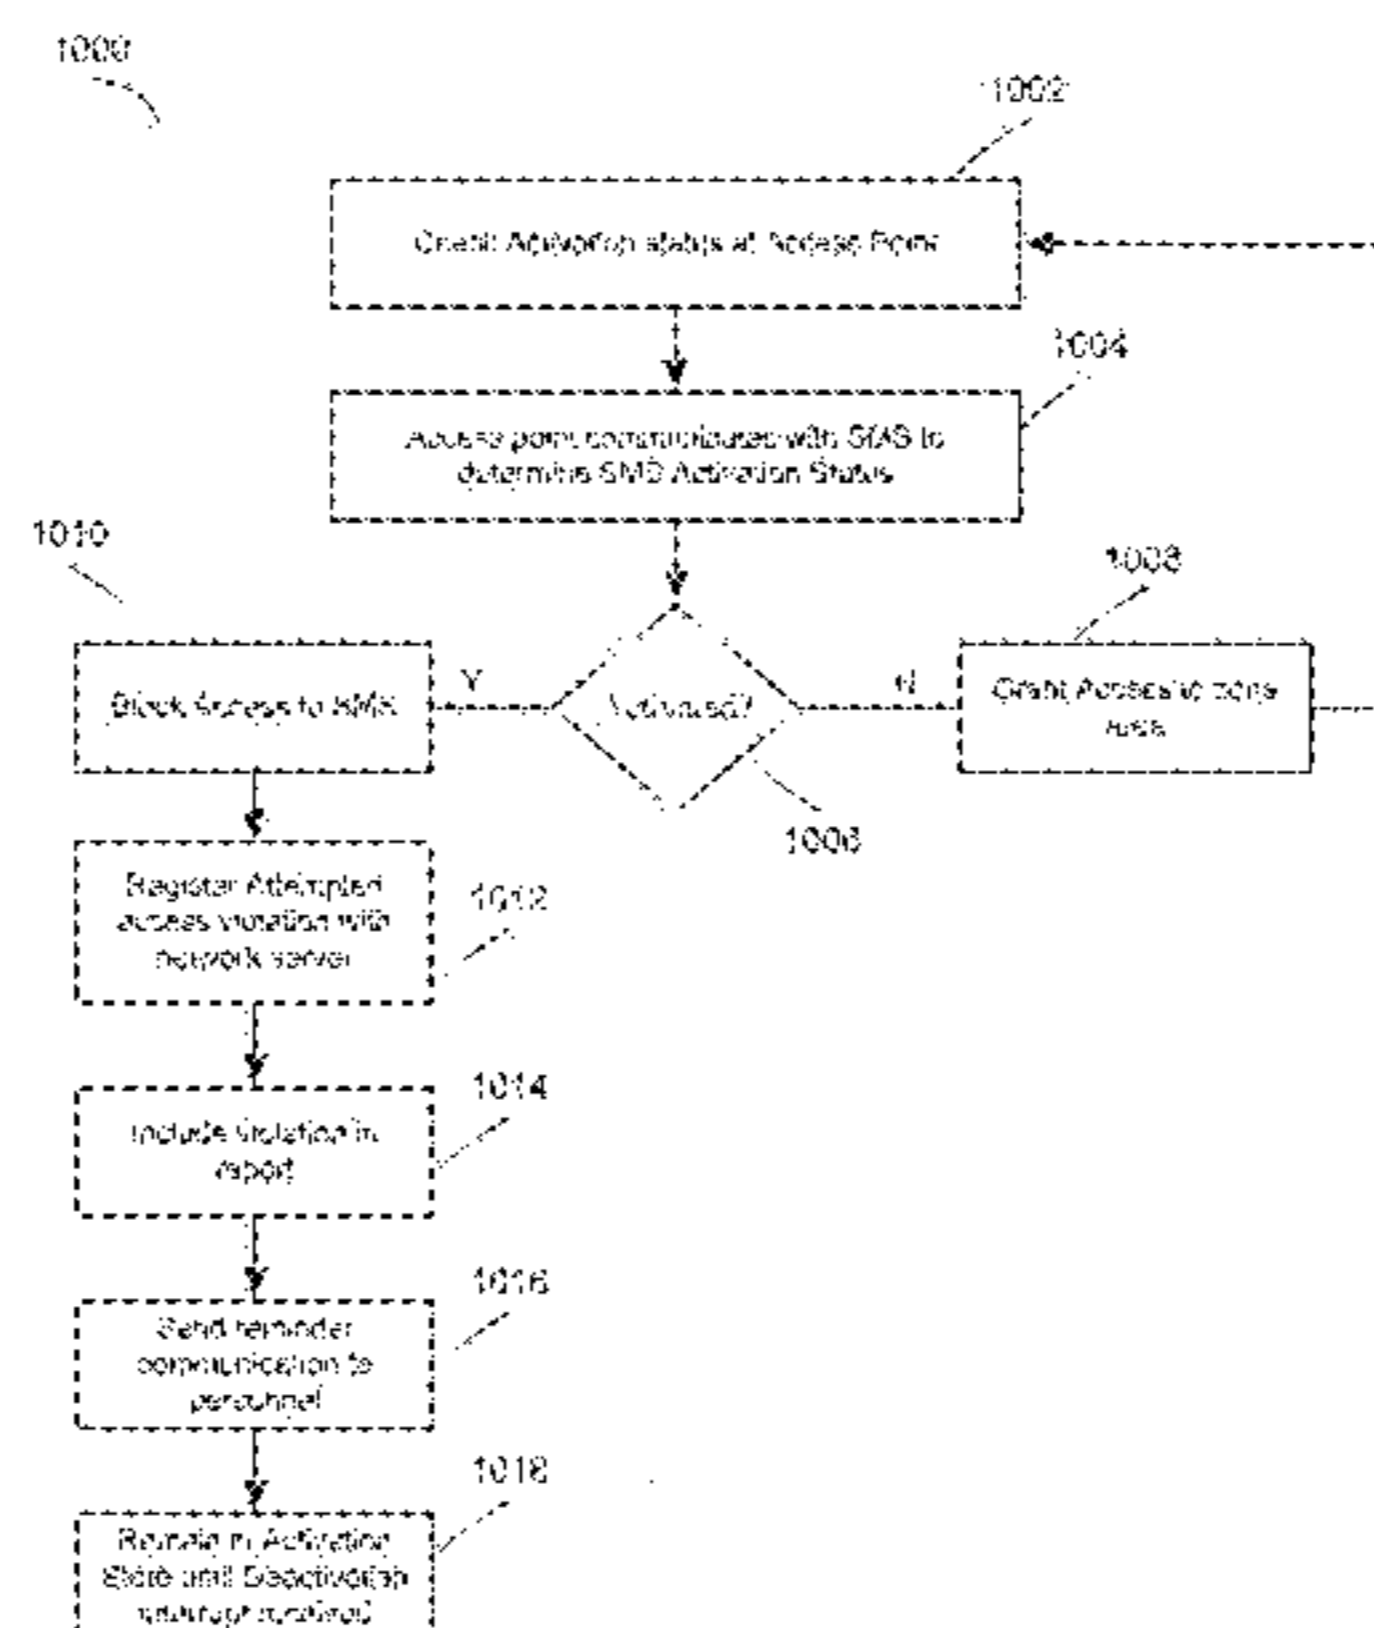 1000
1002
Activation status at Access Point
1004
Access point communicates with SMS to
determine SMD Activation Status
1010
1008
Block Access to
Y
N
Grant Access to zone
Area
1006
Register Attempted
access violation with
network server
1012
Include violation in
report
1014
Send reminder
communication to
personnel
1016
Remain in Activation
State until Deactivation
received
1018